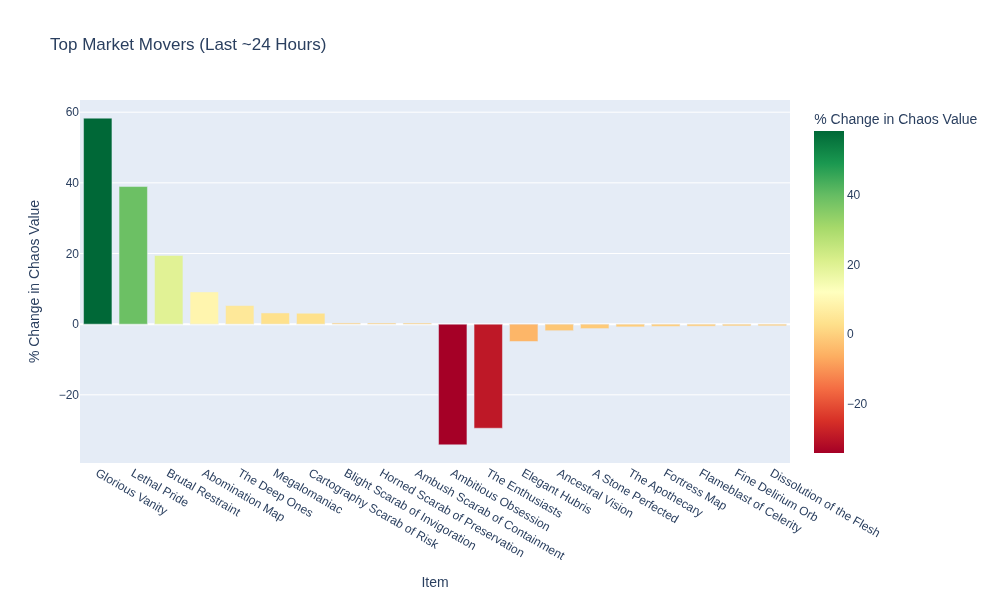 Top Market Movers (Last ~24 Hours)
% Change in Chaos Value
60
40
20
0
−20
Glorious Vanity
Lethal Pride
Brutal Restraint
Abomination Map
The Deep Ones
Megalomaniac
Cartography Scarab of Risk
Blight Scarab of Invigoration
Horned Scarab of Preservation
Ambush Scarab of Containment
Ambitious Obsession
The Enthusiasts
Elegant Hubris
Ancestral Vision
A Stone Perfected
The Apothecary
Fortress Map
Flameblast of Celerity
Fine Delirium Orb
Dissolution of the Flesh
Item
% Change in Chaos Value
40
20
0
−20